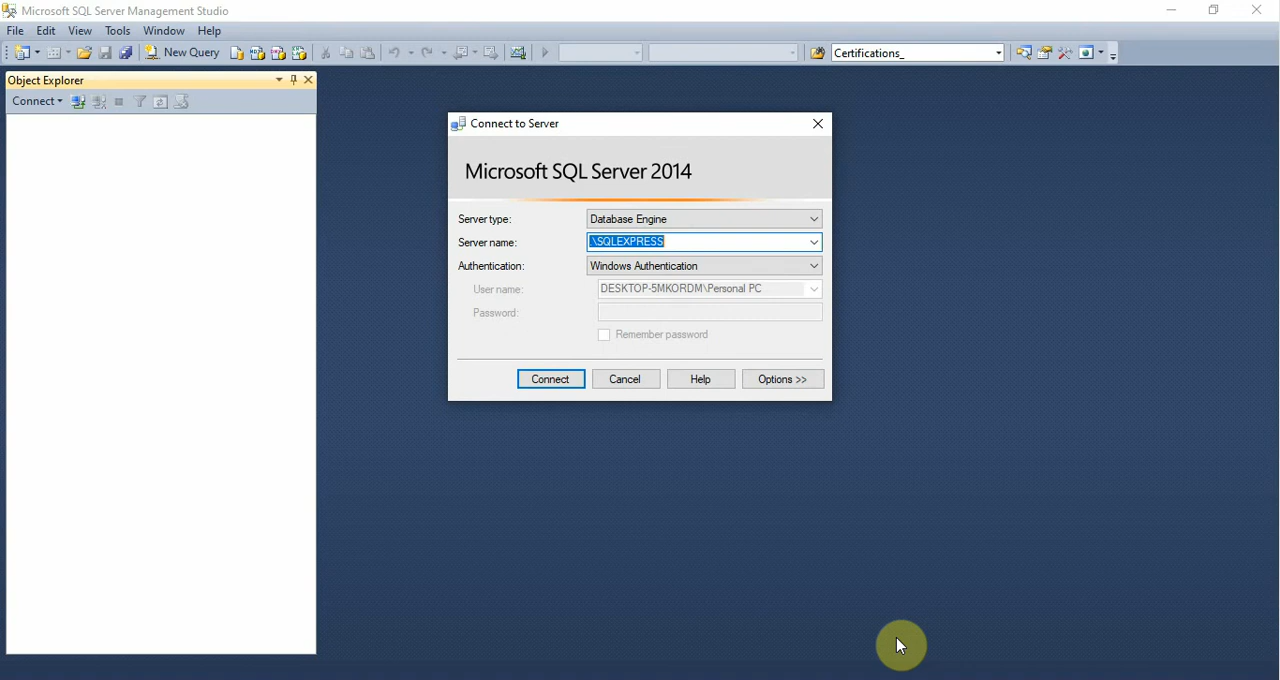 Microsoft SQL Server Management Studio
File Edit View Tools Window Help
New Query Certifications_
Object Explorer
Connect
Connect to Server
Microsoft SQL Server 2014
Server type: Database Engine
Server name: .\SQLEXPRESS
Authentication: Windows Authentication
User name: DESKTOP-5MKORDM\Personal PC
Password:
Remember password
Connect Cancel Help Options >>